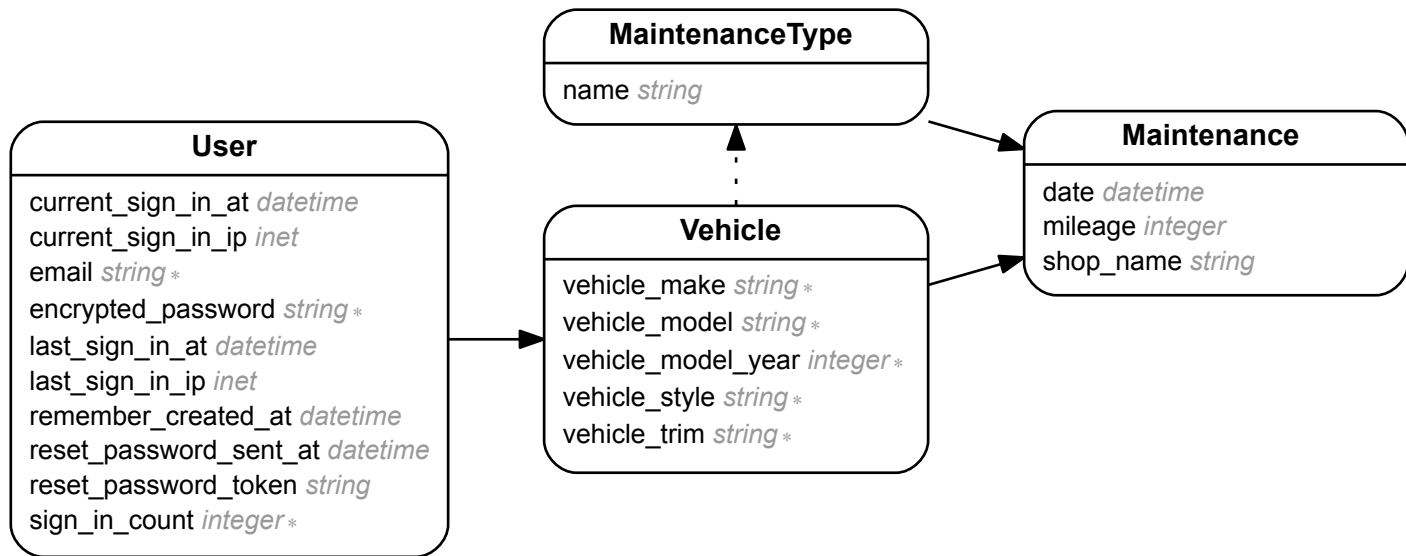 MaintenanceType
name string
User
current_sign_in_at datetime
current_sign_in_ip inet
email string *
encrypted_password string *
last_sign_in_at datetime
last_sign_in_ip inet
remember_created_at datetime
reset_password_sent_at datetime
reset_password_token string
sign_in_count integer *
Vehicle
vehicle_make string *
vehicle_model string *
vehicle_model_year integer *
vehicle_style string *
vehicle_trim string *
Maintenance
date datetime
mileage integer
shop_name string